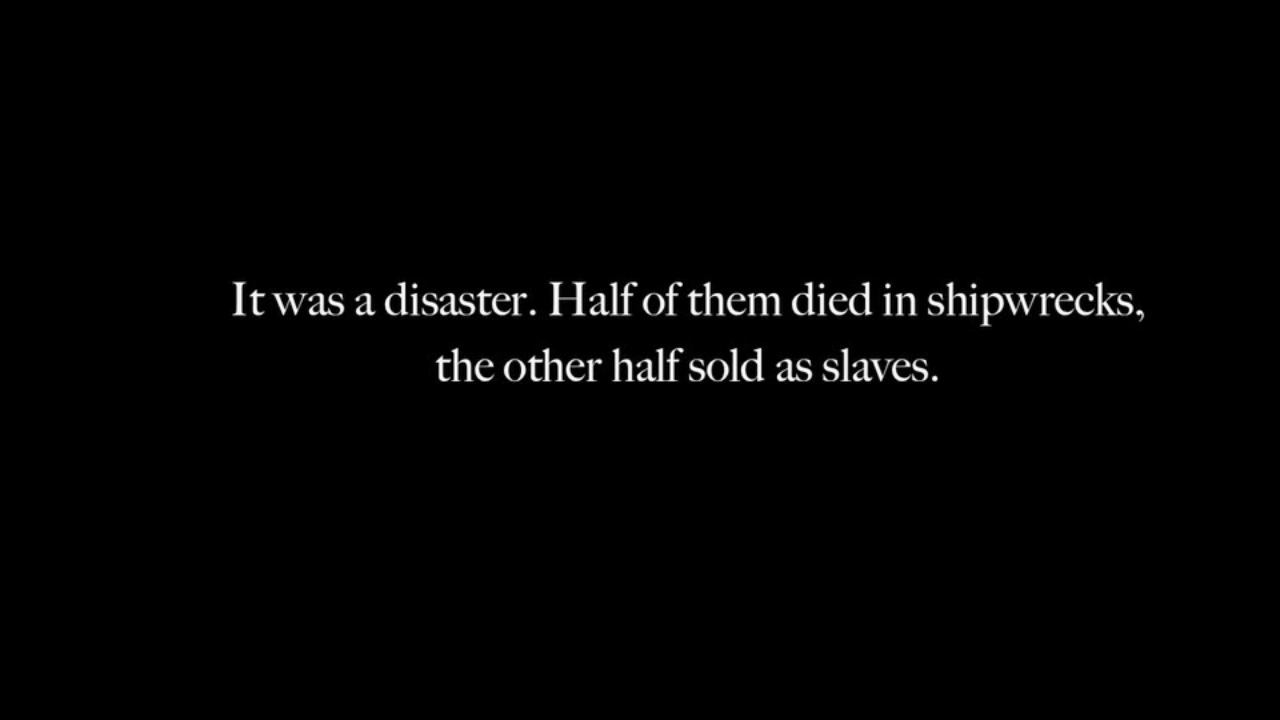 It was a disaster. Half of them died in shipwrecks,
the other half sold as slaves.